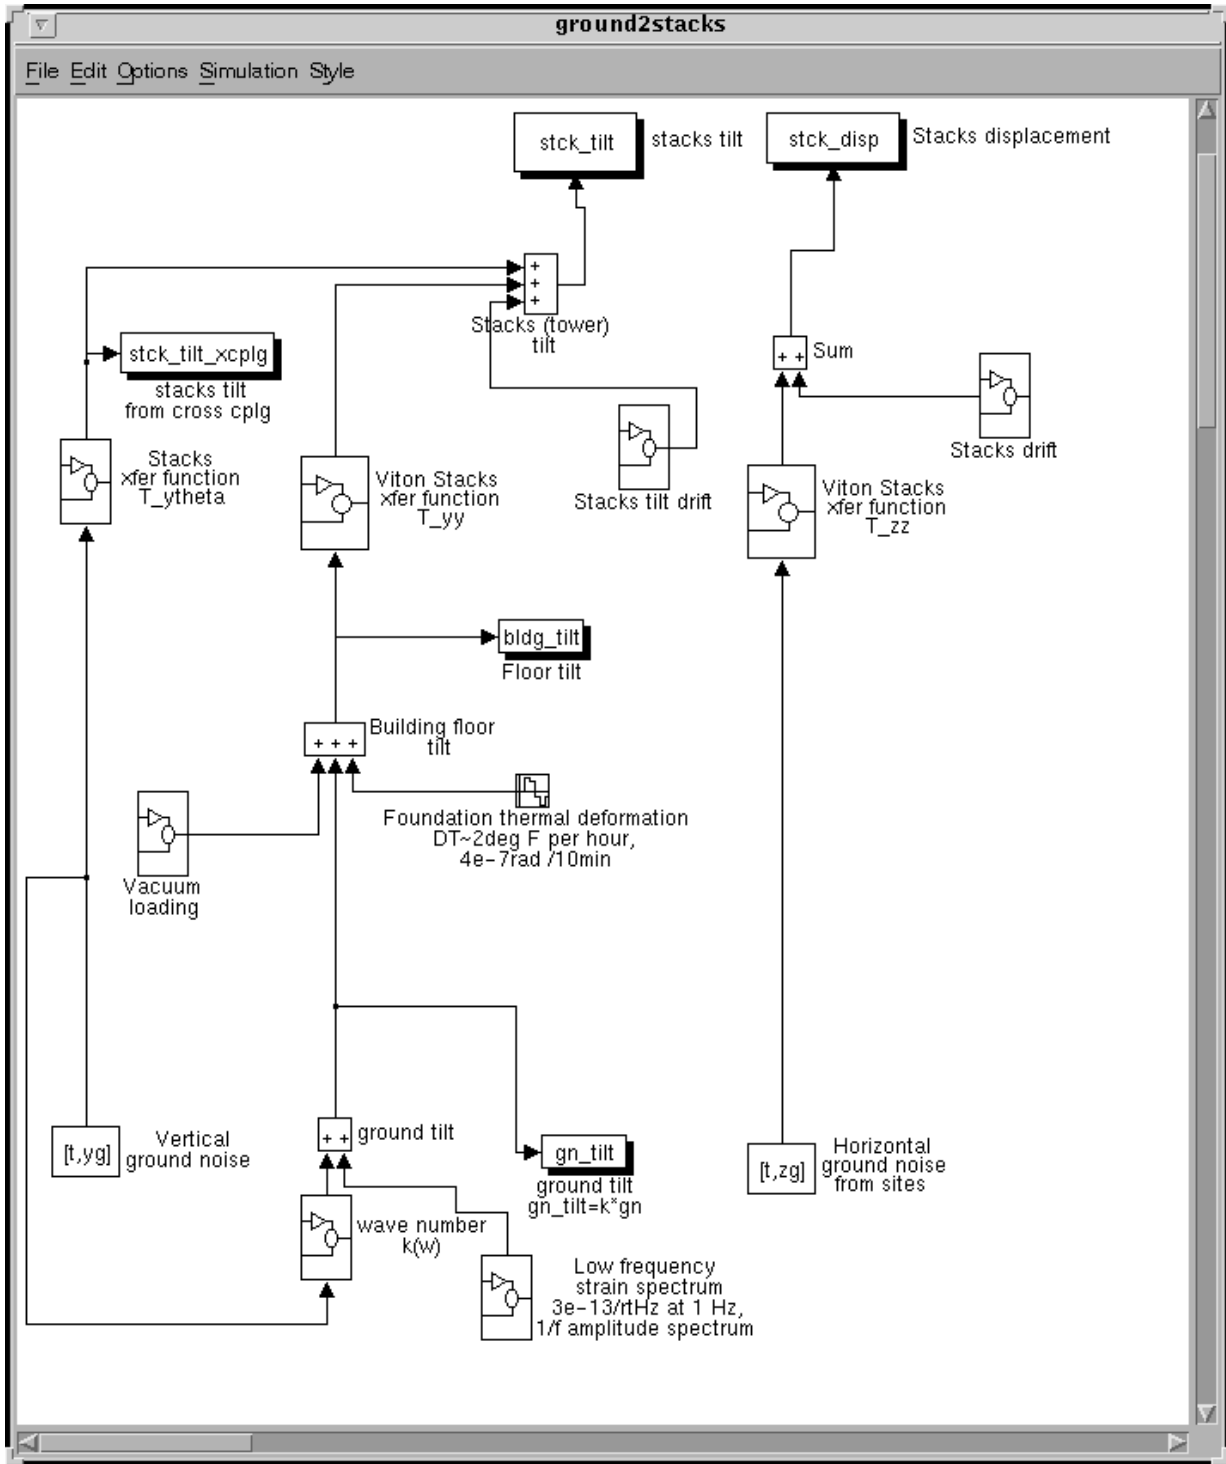 ground2stacks
File Edit Options Simulation Style
stck_tilt
stacks tilt
stck_disp
Stacks displacement
+
+
+
Stacks (tower)
tilt
stck_tilt_xcplg
stacks tilt
from cross cplg
+ +
Sum
Stacks drift
Stacks
xfer function
T_ytheta
Viton Stacks
xfer function
T_yy
Stacks tilt drift
Viton Stacks
xfer function
T_zz
bldg_tilt
Floor tilt
+ + +
Building floor
tilt
Foundation thermal deformation
DT~2deg F per hour,
4e-7rad /10min
Vacuum
loading
[t,yg]
Vertical
ground noise
+ +
ground tilt
gn_tilt
ground tilt
gn_tilt=k*gn
[t,zg]
Horizontal
ground noise
from sites
wave number
k(w)
Low frequency
strain spectrum
3e-13/rtHz at 1 Hz,
1/f amplitude spectrum